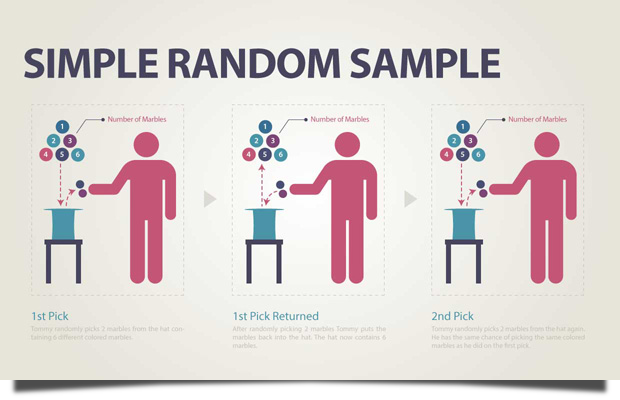 SIMPLE RANDOM SAMPLE
1
Number of Marbles
2 3
4 5 6
1
Number of Marbles
2 3
4 5 6
1
Number of Marbles
2 3
4 5 6
1st Pick
Tommy randomly picks 2 marbles from the hat con-
taining 6 different colored marbles.
1st Pick Returned
After randomly picking 2 marbles Tommy puts the
marbles back into the hat. The hat now contains 6
marbles.
2nd Pick
Tommy randomly picks 2 marbles from the hat again.
He has the same chance of picking the same colored
marbles as he did on the first pick.